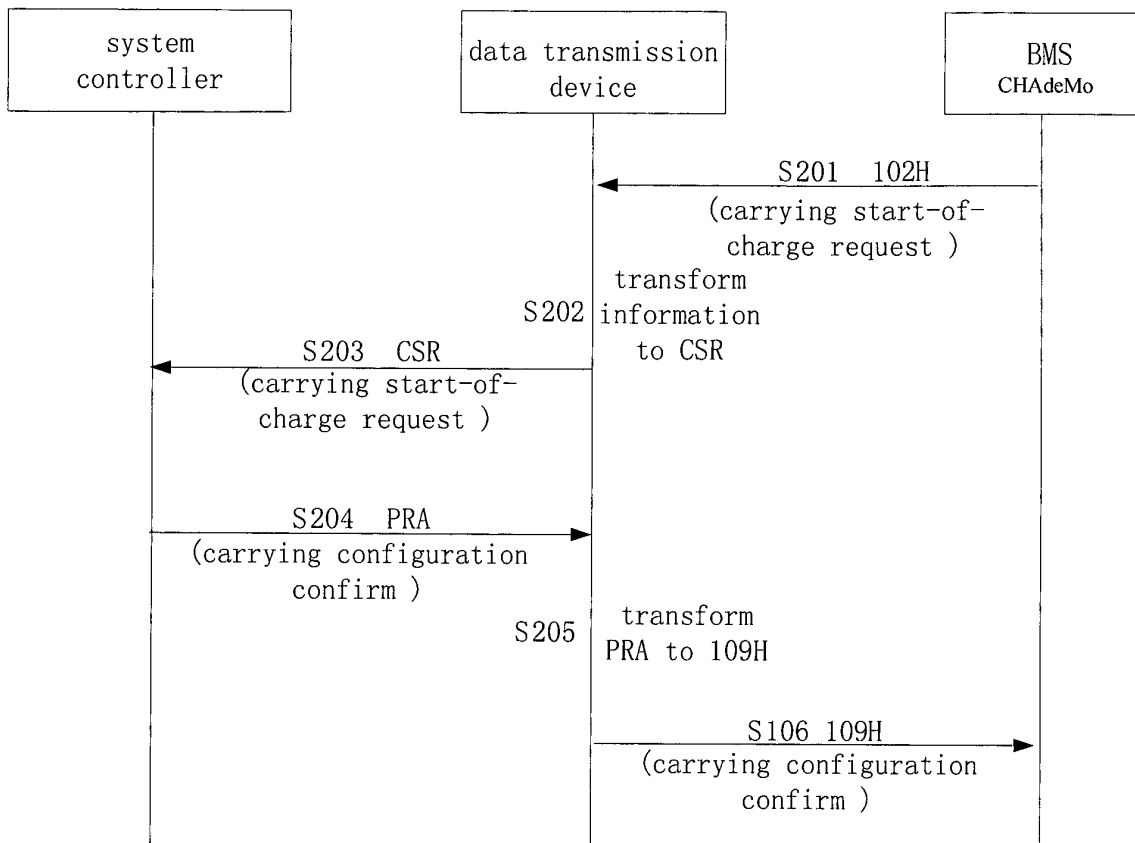 system
controller
data transmission
device
BMS
CHAdeMo
S201 102H
(carrying start-of-
charge request )
S202
transform
information
to CSR
S203 CSR
(carrying start-of-
charge request )
S204 PRA
(carrying configuration
confirm )
S205
transform
PRA to 109H
S106 109H
(carrying configuration
confirm )